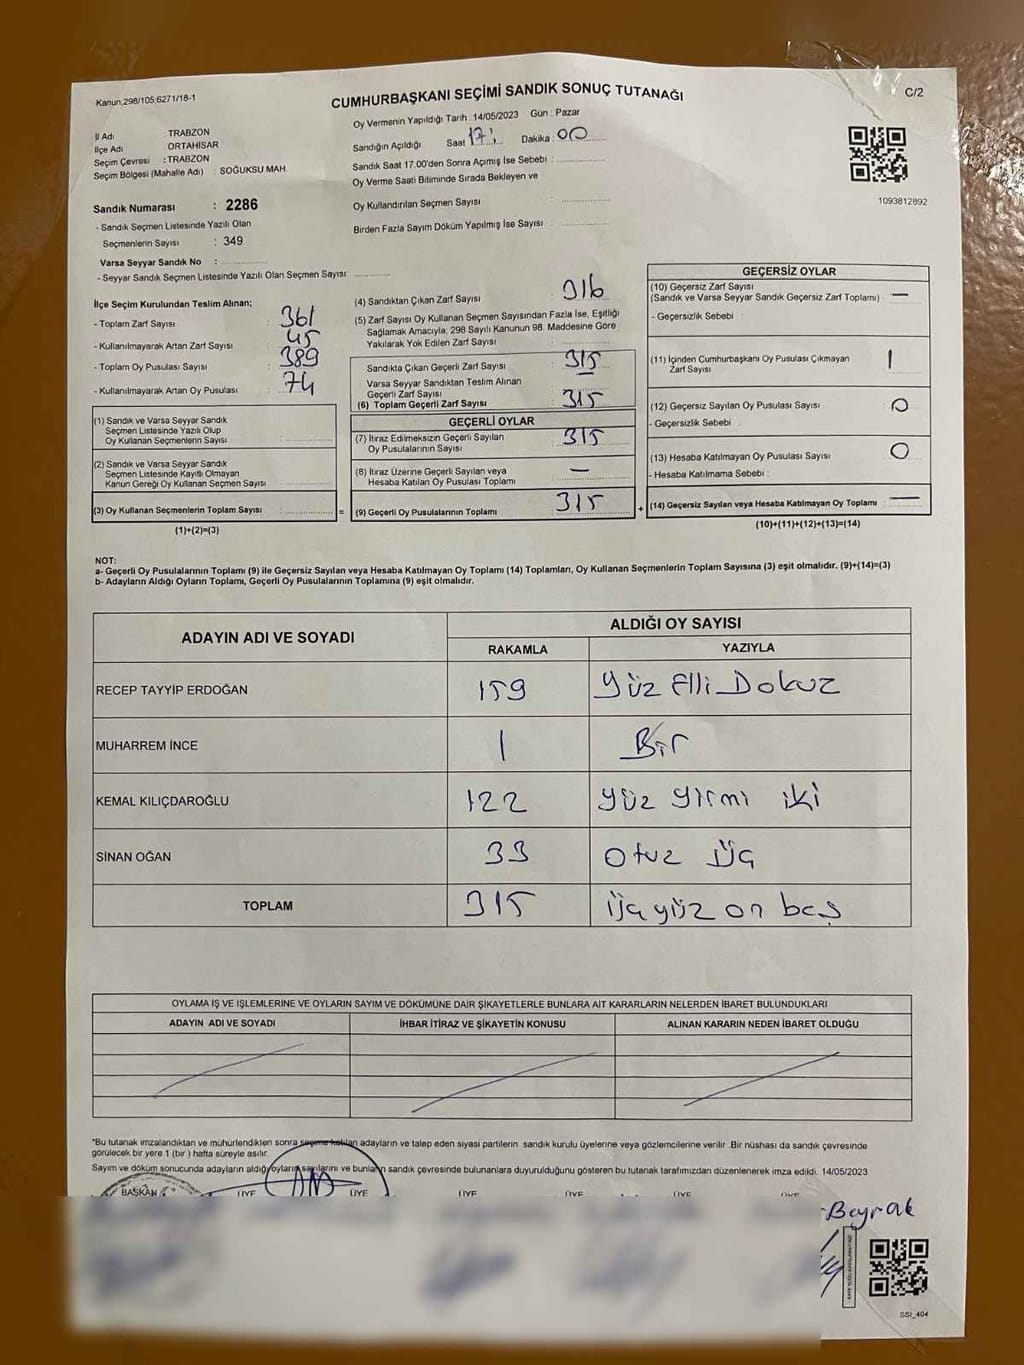 Kanun,298/105,6271/18-1
CUMHURBAŞKANI SEÇİMİ SANDIK SONUÇ TUTANAĞI
C/2
İl Adı : TRABZON
İlçe Adı : ORTAHİSAR
Seçim Çevresi : TRABZON
Seçim Bölgesi (Mahalle Adı) : SOĞUKSU MAH.
Sandık Numarası : 2286
- Sandık Seçmen Listesinde Yazılı Olan
Seçmenlerin Sayısı : 349
Varsa Seyyar Sandık No :
- Seyyar Sandık Seçmen Listesinde Yazılı Olan Seçmen Sayısı:
Oy Vermenin Yapıldığı Tarih :14/05/2023 Gün : Pazar
Sandığın Açıldığı Saat 17: Dakika : 00
Sandık Saat 17.00'den Sonra Açımış İse Sebebi :
Oy Verme Saati Bitiminde Sırada Bekleyen ve
Oy Kullandırılan Seçmen Sayısı :
Birden Fazla Sayım Döküm Yapılmış İse Sayısı :
1093812892
İlçe Seçim Kurulundan Teslim Alınan;
- Toplam Zarf Sayısı : 361
- Kullanılmayarak Artan Zarf Sayısı : 45
- Toplam Oy Pusulası Sayısı : 389
- Kullanılmayarak Artan Oy Pusulası : 74
(1) Sandık ve Varsa Seyyar Sandık
Seçmen Listesinde Yazılı Olup
Oy Kullanan Seçmenlerin Sayısı :
(2) Sandık ve Varsa Seyyar Sandık
Seçmen Listesinde Kayıtlı Olmayan
Kanun Gereği Oy Kullanan Seçmen Sayısı :
(3) Oy Kullanan Seçmenlerin Toplam Sayısı : =
(1)+(2)=(3)
(4) Sandıktan Çıkan Zarf Sayısı : 316
(5) Zarf Sayısı Oy Kullanan Seçmen Sayısından Fazla İse, Eşitliği
Sağlamak Amacıyla; 298 Sayılı Kanunun 98. Maddesine Göre
Yakılarak Yok Edilen Zarf Sayısı :
Sandıkta Çıkan Geçerli Zarf Sayısı : 315
Varsa Seyyar Sandıktan Teslim Alınan
Geçerli Zarf Sayısı :
(6) Toplam Geçerli Zarf Sayısı : 315
GEÇERLİ OYLAR
(7) İtiraz Edilmeksizin Geçerli Sayılan
Oy Pusulalarının Sayısı : 315
(8) İtiraz Üzerine Geçerli Sayılan veya
Hesaba Katılan Oy Pusulası Toplamı : —
(9) Geçerli Oy Pusulalarının Toplamı : 315 +
GEÇERSİZ OYLAR
(10) Geçersiz Zarf Sayısı
(Sandık ve Varsa Seyyar Sandık Geçersiz Zarf Toplamı) : —
- Geçersizlik Sebebi :
(11) İçinden Cumhurbaşkanı Oy Pusulası Çıkmayan
Zarf Sayısı : 1
(12) Geçersiz Sayılan Oy Pusulası Sayısı : 0
- Geçersizlik Sebebi :
(13) Hesaba Katılmayan Oy Pusulası Sayısı : 0
- Hesaba Katılmama Sebebi :
(14) Geçersiz Sayılan veya Hesaba Katılmayan Oy Toplamı : —
(10)+(11)+(12)+(13)=(14)
NOT:
a- Geçerli Oy Pusulalarının Toplamı (9) ile Geçersiz Sayılan veya Hesaba Katılmayan Oy Toplamı (14) Toplamları, Oy Kullanan Seçmenlerin Toplam Sayısına (3) eşit olmalıdır. (9)+(14)=(3)
b- Adayların Aldığı Oyların Toplamı, Geçerli Oy Pusulalarının Toplamına (9) eşit olmalıdır.
ADAYIN ADI VE SOYADI
ALDIĞI OY SAYISI
RAKAMLA YAZIYLA
RECEP TAYYİP ERDOĞAN 159 Yüz Elli Dokuz
MUHARREM İNCE 1 Bir
KEMAL KILIÇDAROĞLU 122 yüz yirmi iki
SİNAN OĞAN 33 Otuz üç
TOPLAM 315 üçyüz on beş
OYLAMA İŞ VE İŞLEMLERİNE VE OYLARIN SAYIM VE DÖKÜMÜNE DAİR ŞİKAYETLERLE BUNLARA AİT KARARLARIN NELERDEN İBARET BULUNDUKLARI
ADAYIN ADI VE SOYADI İHBAR İTİRAZ VE ŞİKAYETİN KONUSU ALINAN KARARIN NEDEN İBARET OLDUĞU
*Bu tutanak imzalandıktan ve mühürlendikten sonra seçime katılan adayların ve talep eden siyasi partilerin sandık kurulu üyelerine veya gözlemcilerine verilir .Bir nüshası da sandık çevresinde
görülecek bir yere 1 (bir ) hafta süreyle asılır.
Sayım ve döküm sonucunda adayların aldığı oyların sayılarını ve bunların sandık çevresinde bulunanlara duyurulduğunu gösteren bu tutanak tarafımızdan düzenlenerek imza edildi. 14/05/2023
BAŞKAN ÜYE ÜYE ÜYE ÜYE ÜYE ÜYE
Bayrak
SSI_404